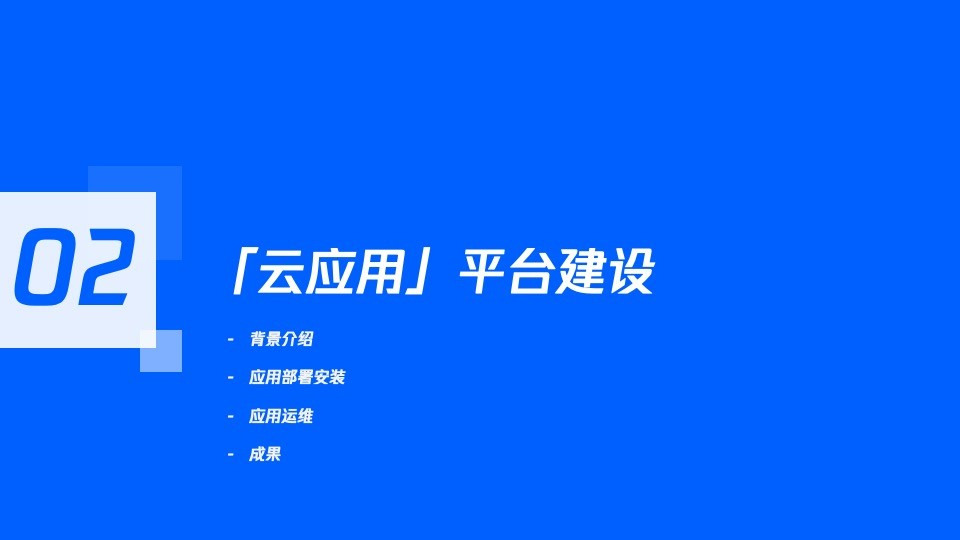 02
「云应用」平台建设
- 背景介绍
- 应用部署安装
- 应用运维
- 成果